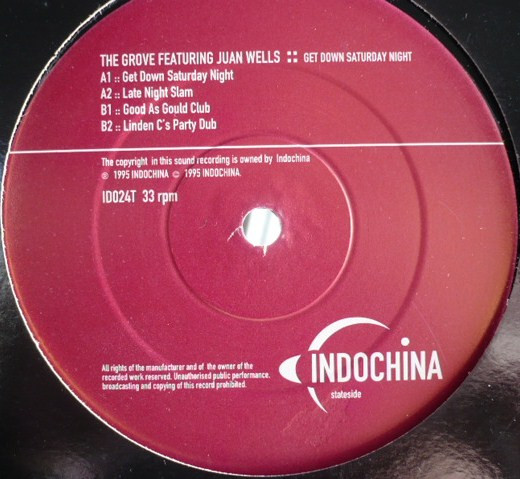 THE GROVE FEATURING JUAN WELLS :: GET DOWN SATURDAY NIGHT
A1 :: Get Down Saturday Night
A2 :: Late Night Slam
B1 :: Good As Gould Club
B2 :: Linden C's Party Dub
The copyright in this sound recording is owned by Indochina
℗ 1995 INDOCHINA © 1995 INDOCHINA.
ID024T 33 rpm
All rights of the manufacturer and of the owner of the
recorded work reserved. Unauthorised public performance,
broadcasting and copying of this record prohibited.
INDOCHINA
stateside